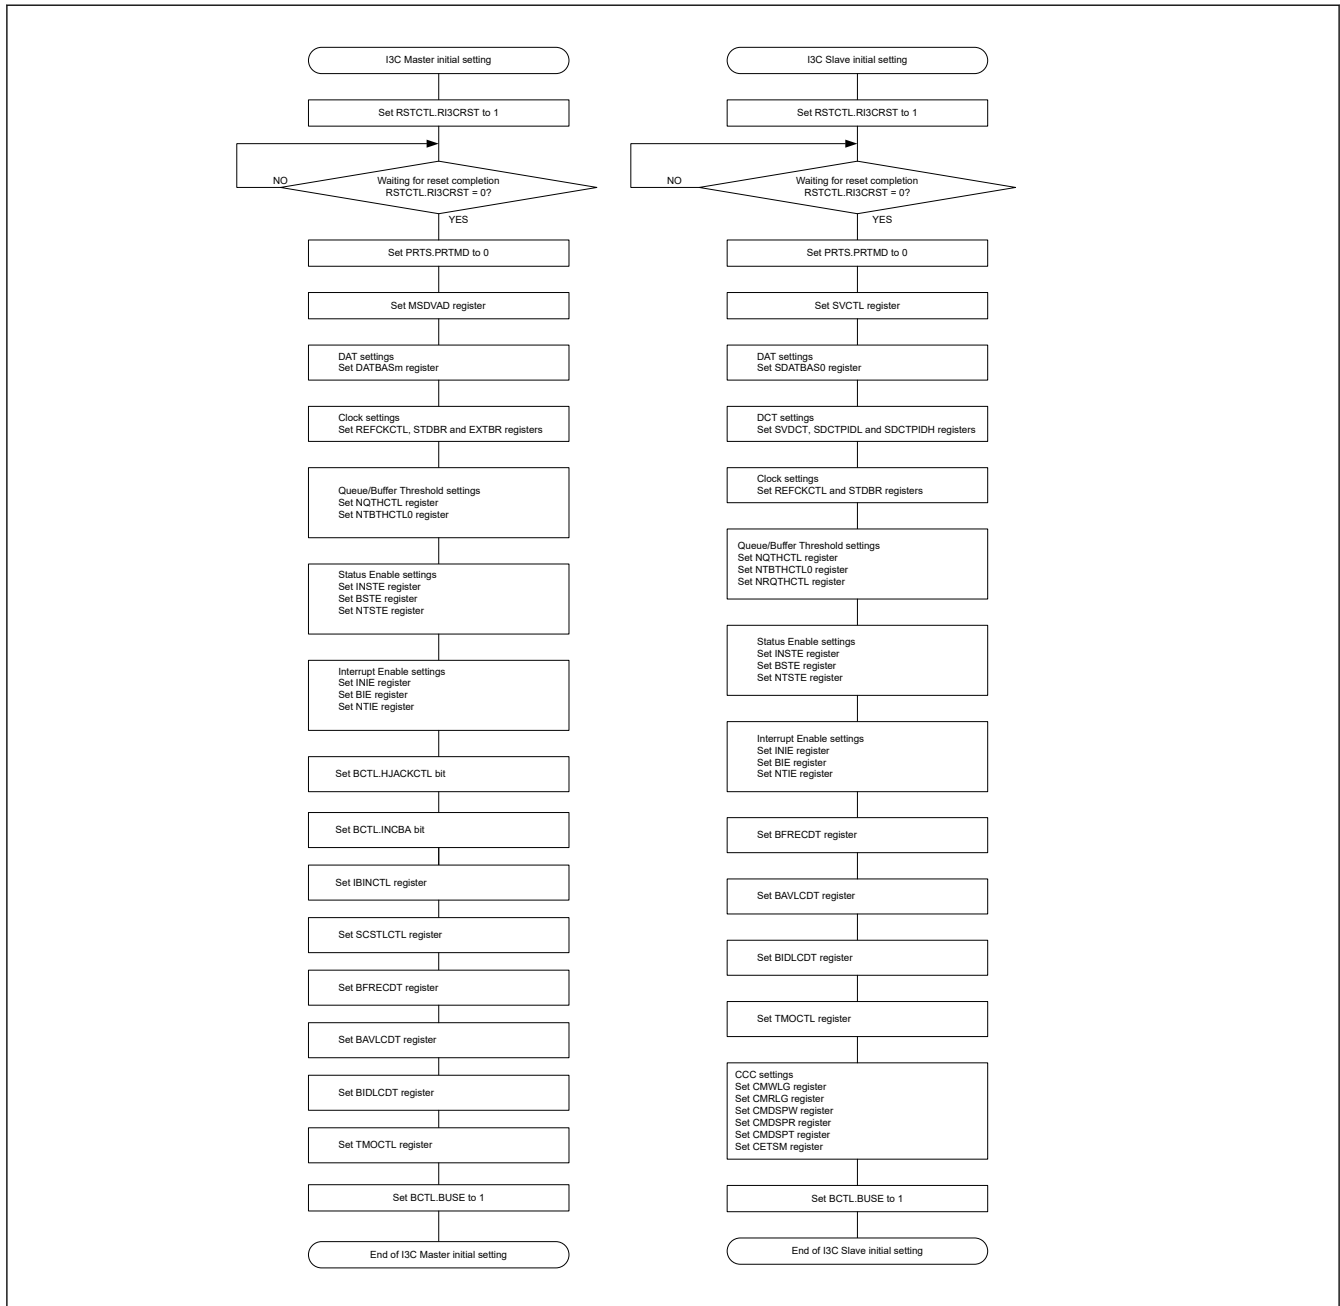 I3C Master initial setting
Set RSTCTL.RI3CRST to 1
NO
Waiting for reset completion
RSTCTL.RI3CRST = 0?
YES
Set PRTS.PRTMD to 0
Set MSDVAD register
DAT settings
Set DATBASm register
Clock settings
Set REFCKCTL, STDBR and EXTBR registers
Queue/Buffer Threshold settings
Set NQTHCTL register
Set NTBTHCTL0 register
Status Enable settings
Set INSTE register
Set BSTE register
Set NTSTE register
Interrupt Enable settings
Set INIE register
Set BIE register
Set NTIE register
Set BCTL.HJACKCTL bit
Set BCTL.INCBA bit
Set IBINCTL register
Set SCSTLCTL register
Set BFRECDT register
Set BAVLCDT register
Set BIDLCDT register
Set TMOCTL register
Set BCTL.BUSE to 1
End of I3C Master initial setting
I3C Slave initial setting
Set RSTCTL.RI3CRST to 1
NO
Waiting for reset completion
RSTCTL.RI3CRST = 0?
YES
Set PRTS.PRTMD to 0
Set SVCTL register
DAT settings
Set SDATBAS0 register
DCT settings
Set SVDCT, SDCTPIDL and SDCTPIDH registers
Clock settings
Set REFCKCTL and STDBR registers
Queue/Buffer Threshold settings
Set NQTHCTL register
Set NTBTHCTL0 register
Set NRQTHCTL register
Status Enable settings
Set INSTE register
Set BSTE register
Set NTSTE register
Interrupt Enable settings
Set INIE register
Set BIE register
Set NTIE register
Set BFRECDT register
Set BAVLCDT register
Set BIDLCDT register
Set TMOCTL register
CCC settings
Set CMWLG register
Set CMRLG register
Set CMDSPW register
Set CMDSPR register
Set CMDSPT register
Set CETSM register
Set BCTL.BUSE to 1
End of I3C Slave initial setting